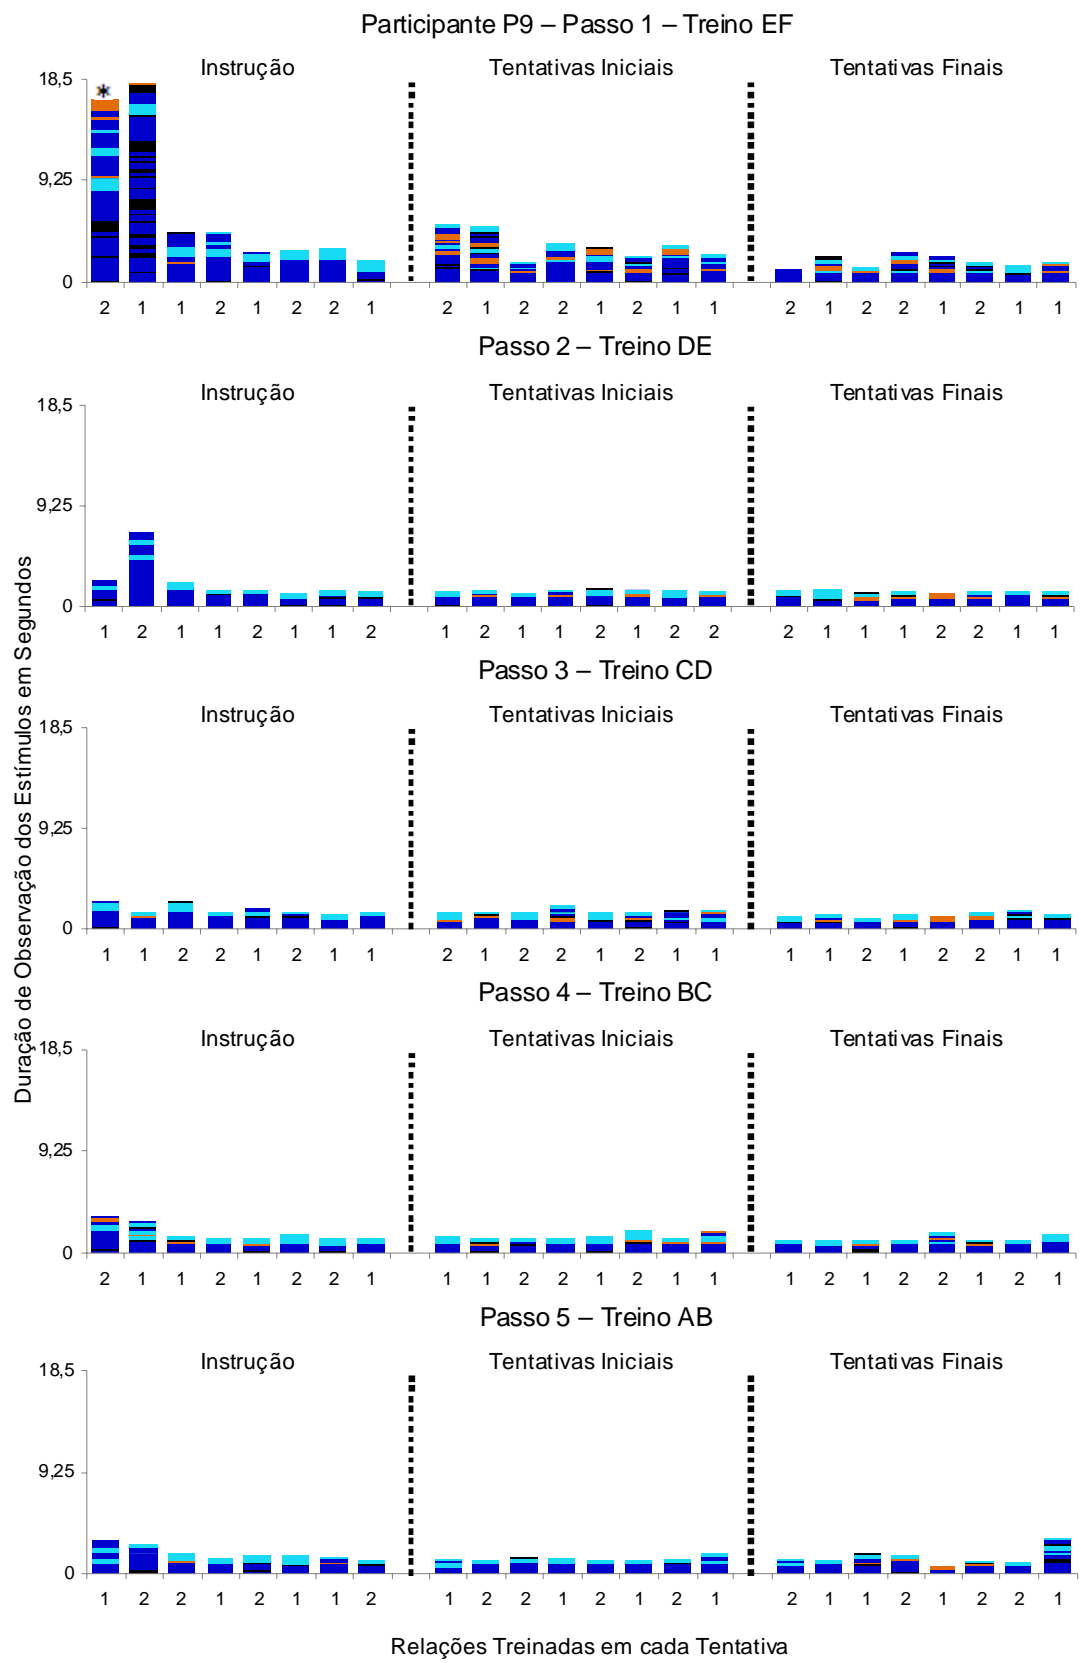 Participante P9 – Passo 1 – Treino EF
Instrução Tentativas Iniciais Tentativas Finais
18,5
*
9,25
0
2 1 1 2 1 2 2 1 2 1 2 2 1 2 1 1 2 1 2 2 1 2 1 1
Passo 2 – Treino DE
Instrução Tentativas Iniciais Tentativas Finais
18,5
9,25
0
1 2 1 1 2 1 1 2 1 2 1 1 2 1 2 2 2 1 1 1 2 2 1 1
Passo 3 – Treino CD
Instrução Tentativas Iniciais Tentativas Finais
18,5
9,25
0
1 1 2 2 1 2 1 1 2 1 2 2 1 2 1 1 1 1 2 1 2 2 1 1
Passo 4 – Treino BC
Instrução Tentativas Iniciais Tentativas Finais
18,5
9,25
0
2 1 1 2 1 2 2 1 1 1 2 2 1 2 1 1 1 2 1 2 2 1 2 1
Passo 5 – Treino AB
Instrução Tentativas Iniciais Tentativas Finais
18,5
9,25
0
1 2 2 1 2 1 1 2 1 2 2 1 2 1 1 2 2 1 1 2 1 2 2 1
Duração de Observação dos Estímulos em Segundos
Relações Treinadas em cada Tentativa